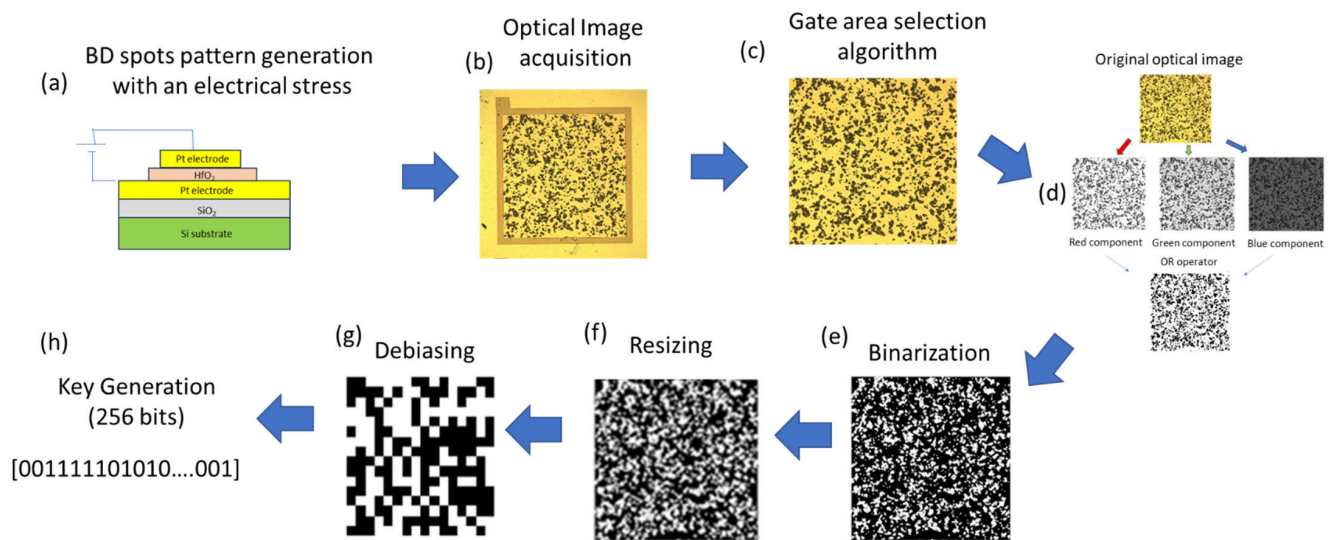 (a)
BD spots pattern generation
with an electrical stress
Pt electrode
HfO2
Pt electrode
SiO2
Si substrate
(b)
Optical Image
acquisition
(c)
Gate area selection
algorithm
(d)
Original optical image
Red component
Green component
Blue component
OR operator
(e)
Binarization
(f)
Resizing
(g)
Debiasing
(h)
Key Generation
(256 bits)
[001111101010....001]